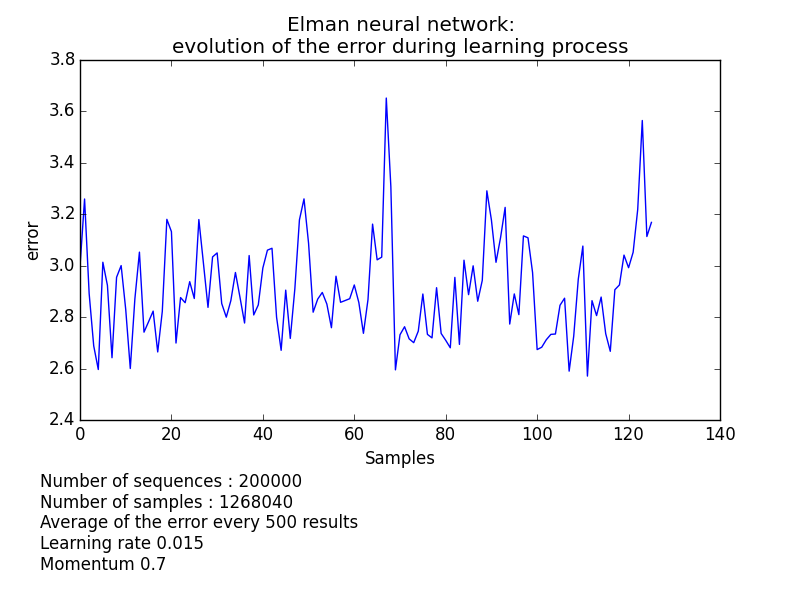 Elman neural network:
evolution of the error during learning process
3.8
3.6
3.4
3.2
3.0
2.8
2.6
2.4
error
0 20 40 60 80 100 120 140
Samples
Number of sequences : 200000
Number of samples : 1268040
Average of the error every 500 results
Learning rate 0.015
Momentum 0.7